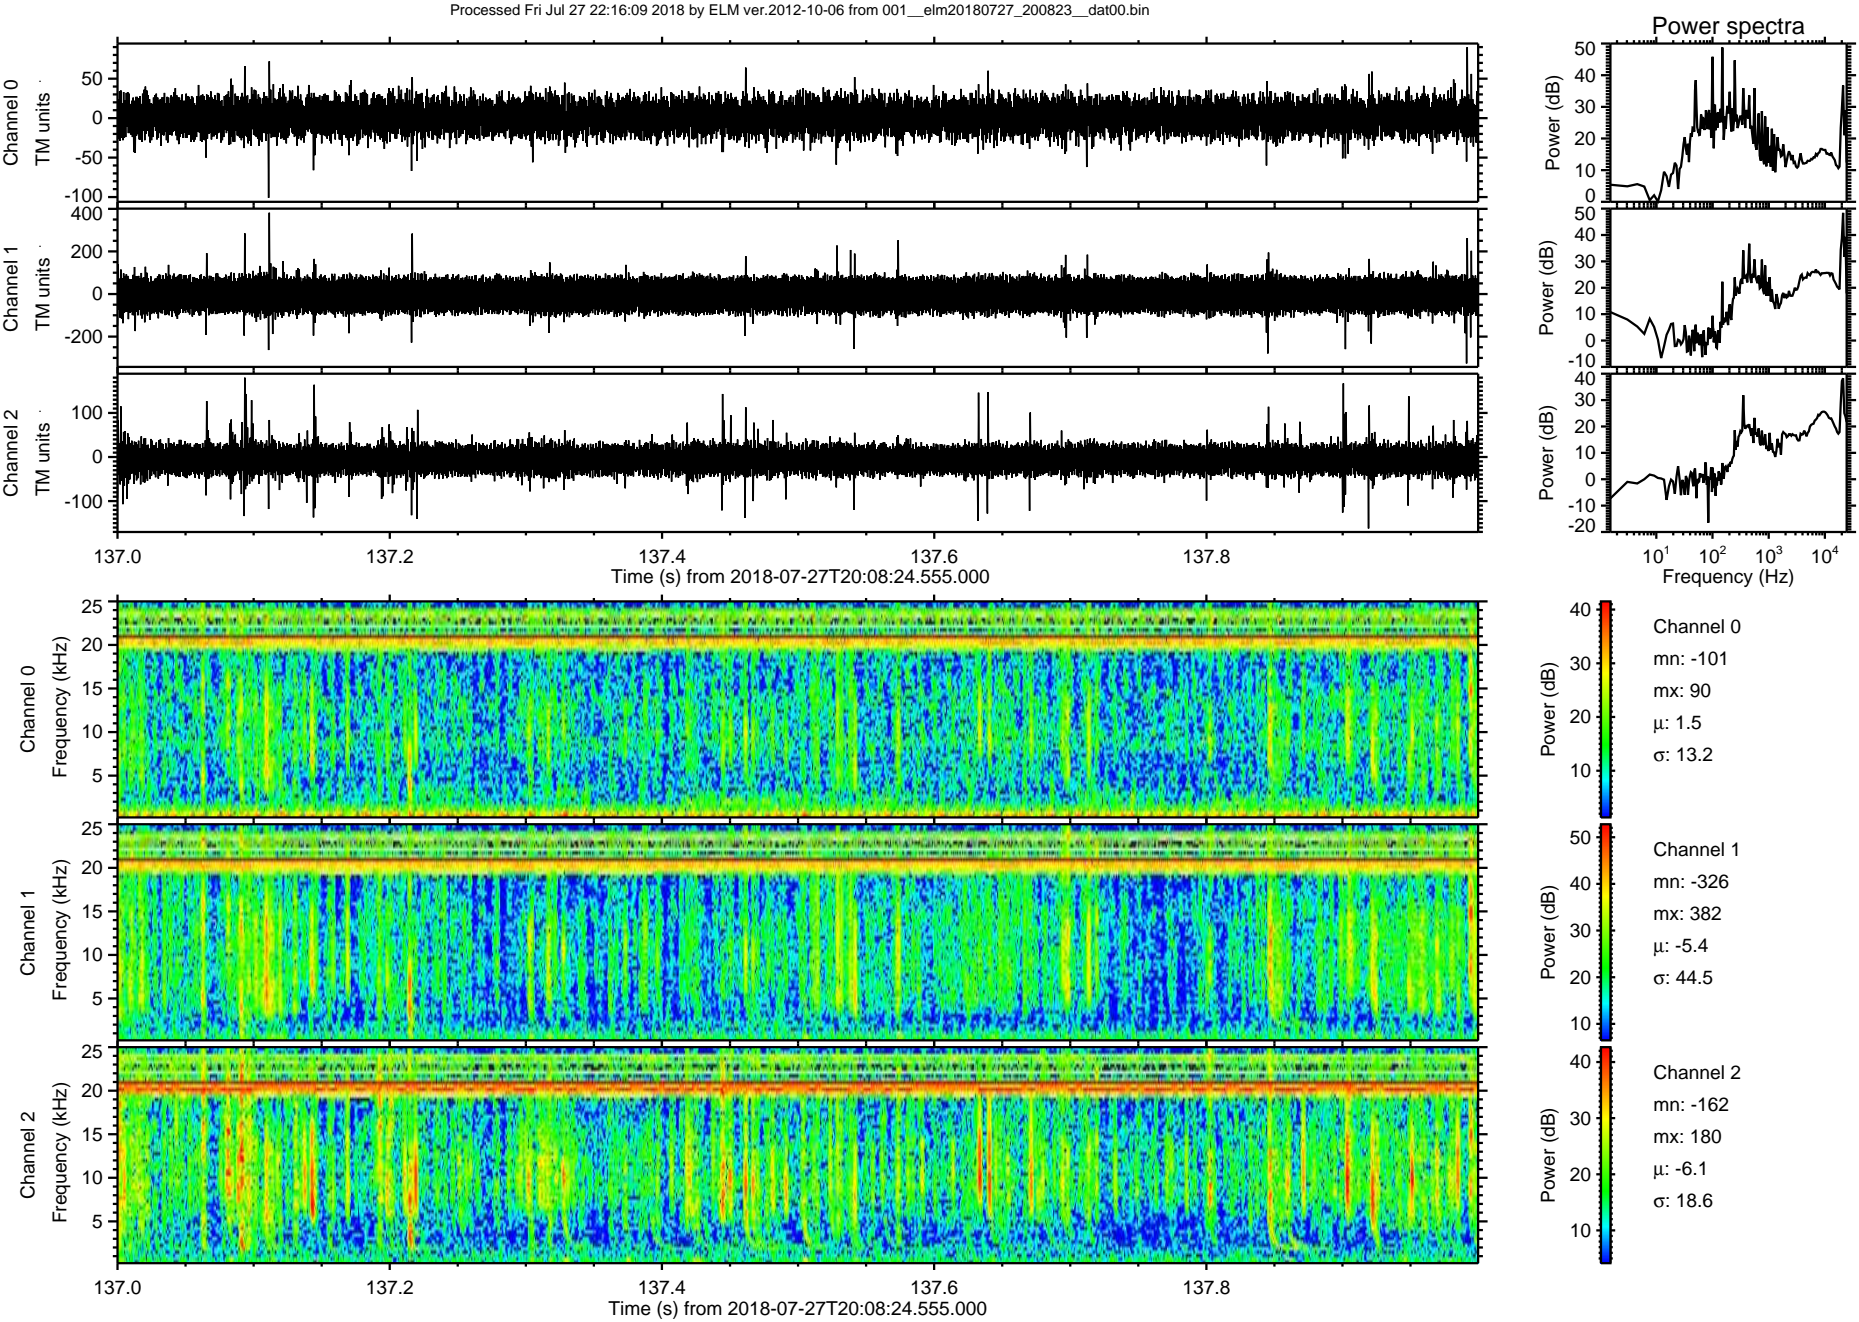 Processed Fri Jul 27 22:16:09 2018 by ELM ver.2012-10-06 from 001__elm20180727_200823__dat00.bin
Power spectra
Channel 0
TM units
50
0
-50
-100
Power (dB)
50
40
30
20
10
0
Channel 1
TM units
400
200
0
-200
Power (dB)
50
40
30
20
10
0
-10
Channel 2
TM units
100
0
-100
Power (dB)
40
30
20
10
0
-10
-20
137.0 137.2 137.4 137.6 137.8
Time (s) from 2018-07-27T20:08:24.555.000
10¹ 10² 10³ 10⁴
Frequency (Hz)
Channel 0
Frequency (kHz)
25
20
15
10
5
Power (dB)
40
30
20
10
Channel 0
mn: -101
mx: 90
μ: 1.5
σ: 13.2
Channel 1
Frequency (kHz)
25
20
15
10
5
Power (dB)
50
40
30
20
10
Channel 1
mn: -326
mx: 382
μ: -5.4
σ: 44.5
Channel 2
Frequency (kHz)
25
20
15
10
5
Power (dB)
40
30
20
10
Channel 2
mn: -162
mx: 180
μ: -6.1
σ: 18.6
137.0 137.2 137.4 137.6 137.8
Time (s) from 2018-07-27T20:08:24.555.000